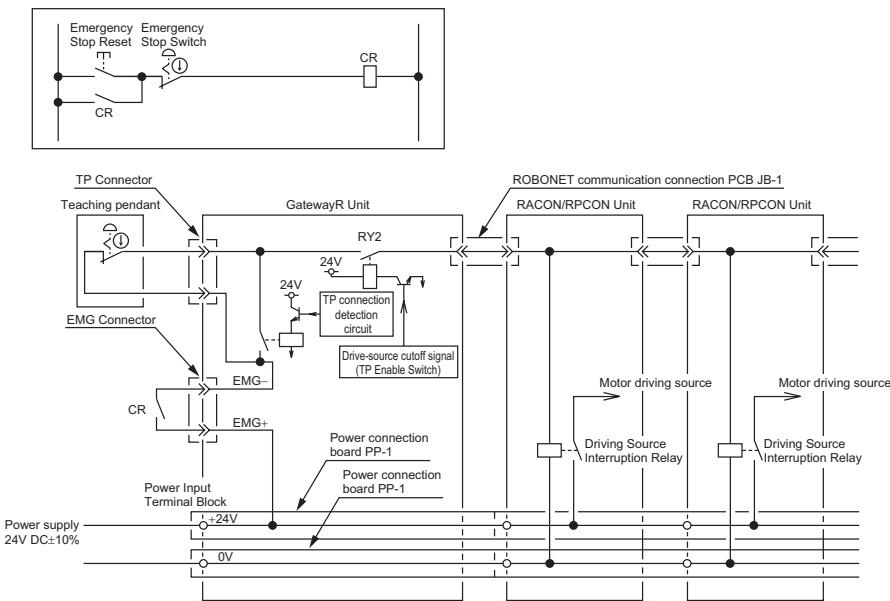 Emergency
Stop Reset
Emergency
Stop Switch
CR
CR
TP Connector
ROBONET communication connection PCB JB-1
Teaching pendant
GatewayR Unit
RACON/RPCON Unit
RACON/RPCON Unit
RY2
24V
24V
TP connection
detection
circuit
EMG Connector
Drive-source cutoff signal
(TP Enable Switch)
EMG−
Motor driving source
Motor driving source
CR
EMG+
Power connection
board PP-1
Driving Source
Interruption Relay
Driving Source
Interruption Relay
Power connection
board PP-1
Power Input
Terminal Block
+24V
Power supply
24V DC±10%
0V